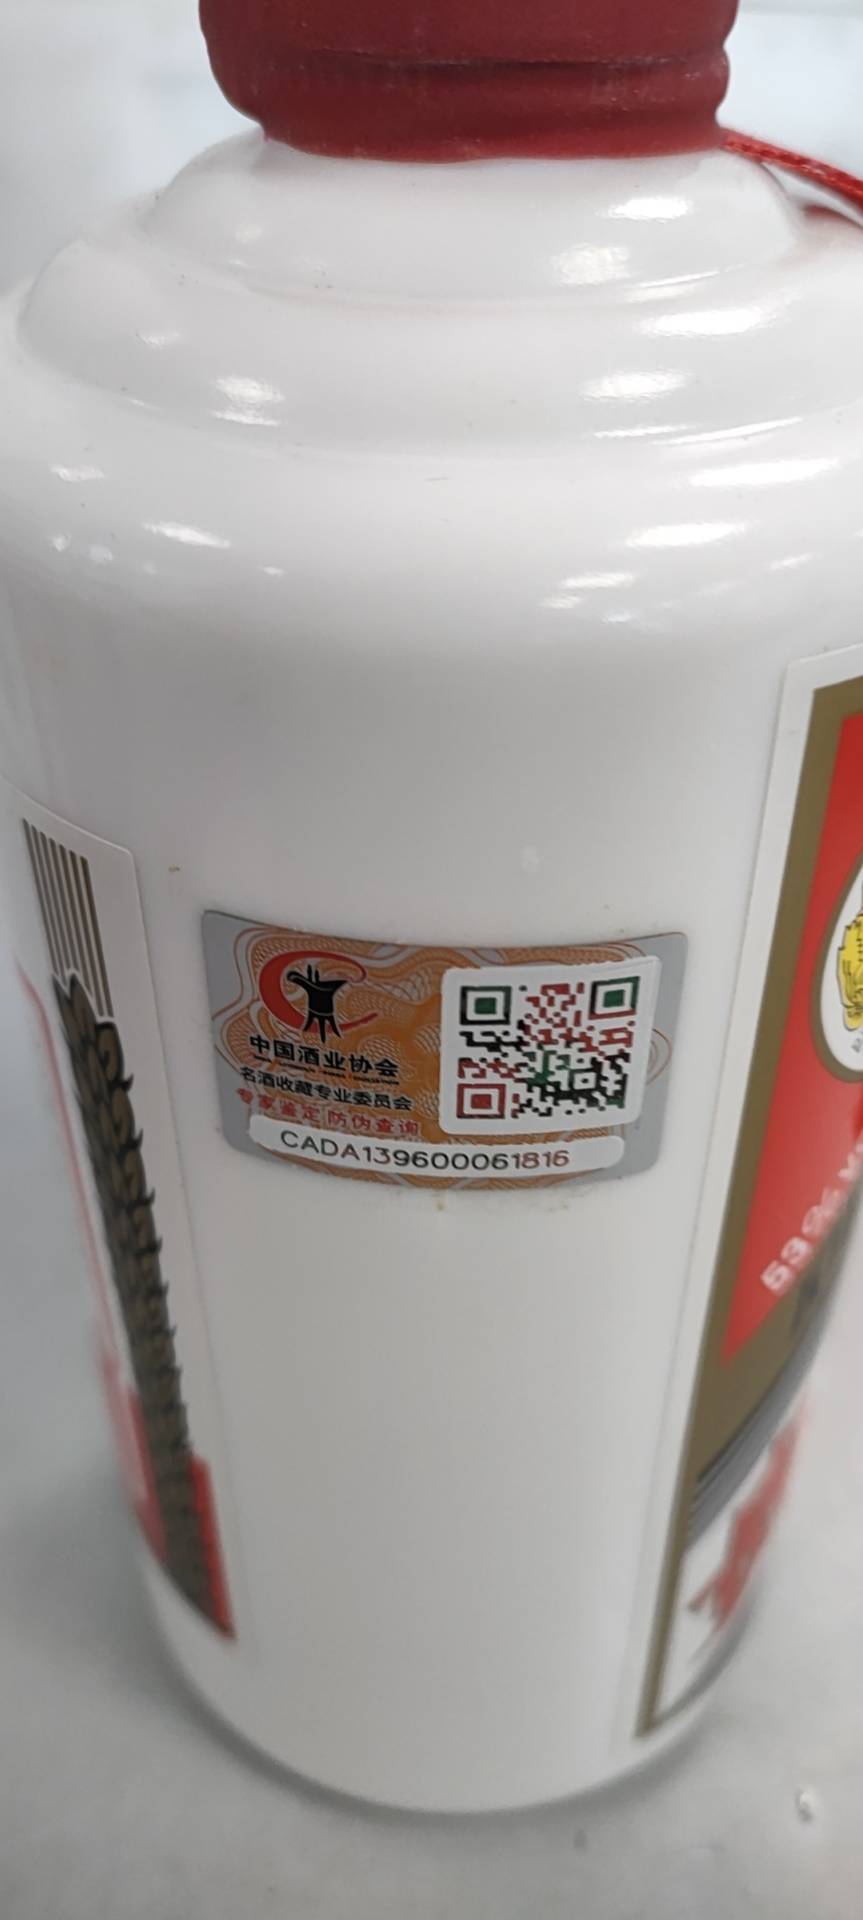 中国酒业协会
名酒收藏专业委员会
专家鉴定 防伪查询
CADA139600061816
53%